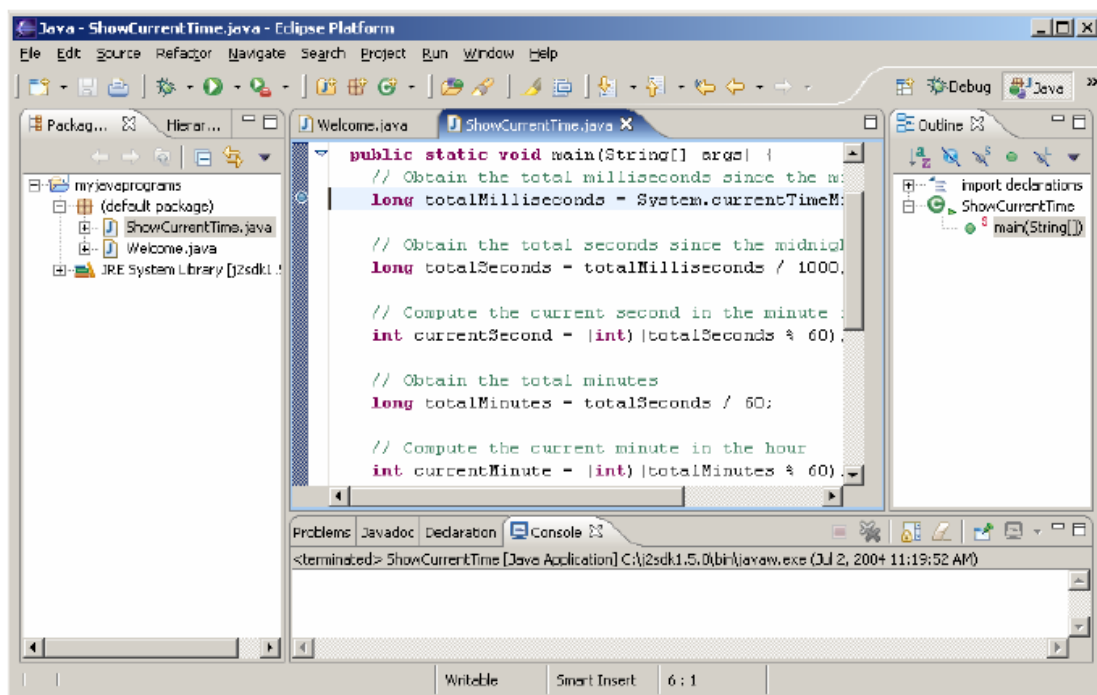 Java - ShowCurrentTime.java - Eclipse Platform
File Edit Source Refactor Navigate Search Project Run Window Help
Debug Java »
Packag... Hierar...
myjavaprograms
(default package)
ShowCurrentTime.java
Welcome.java
JRE System Library [j2sdk1.5
Welcome.java ShowCurrentTime.java
public static void main(String[] args) {
// Obtain the total milliseconds since the mi
long totalMilliseconds = System.currentTimeMi
// Obtain the total seconds since the midnigh
long totalSeconds = totalMilliseconds / 1000;
// Compute the current second in the minute
int currentSecond = (int)(totalSeconds % 60);
// Obtain the total minutes
long totalMinutes = totalSeconds / 60;
// Compute the current minute in the hour
int currentMinute = (int)(totalMinutes % 60)
Outline
import declarations
ShowCurrentTime
main(String[])
Problems Javadoc Declaration Console
<terminated> ShowCurrentTime [Java Application] C:\j2sdk1.5.0\bin\javaw.exe (Jul 2, 2004 11:19:52 AM)
Writable Smart Insert 6 : 1